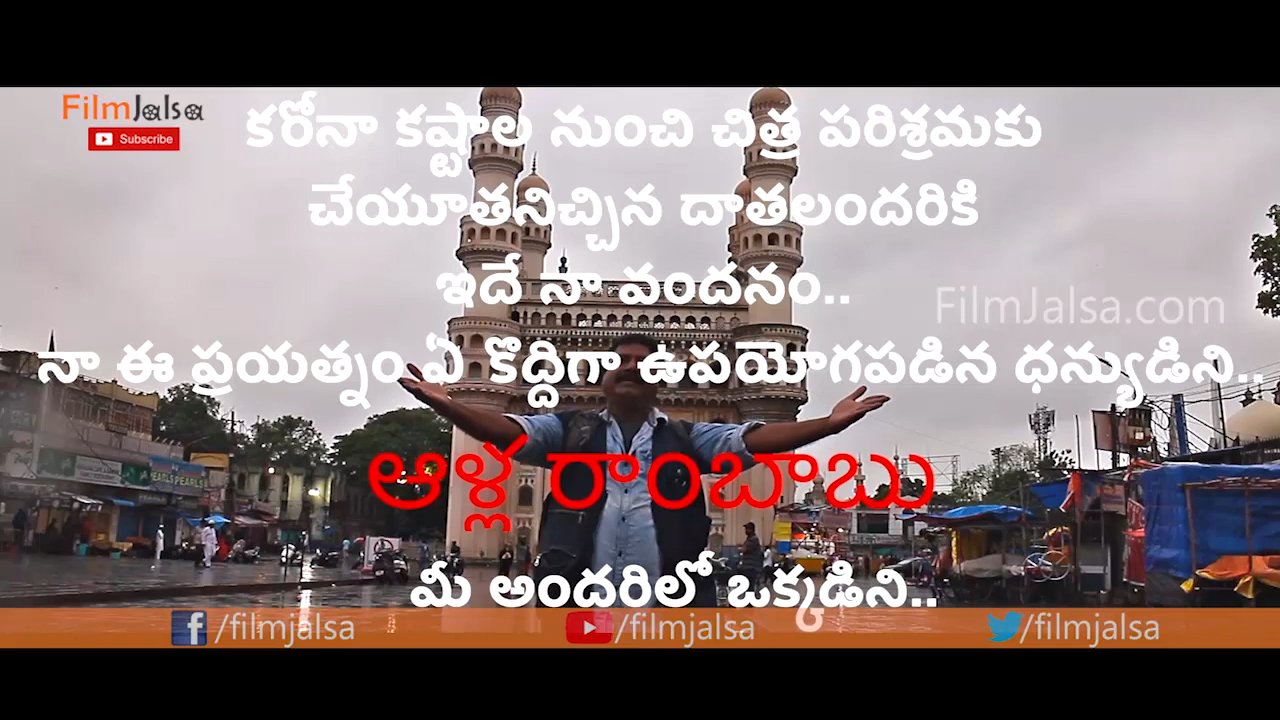 FilmJalsa
Subscribe
కరోనా కష్టాల నుంచి చిత్ర పరిశ్రమకు
చేయూతనిచ్చిన దాతలందరికి
ఇదే నా వందనం..
FilmJalsa.com
నా ఈ ప్రయత్నం ఏ కొద్దిగా ఉపయోగపడిన ధన్యుడిని..
ఆళ్ల రాంబాబు
PEARLS
మీ అందరిలో ఒక్కడిని..
/filmjalsa
/filmjalsa
/filmjalsa